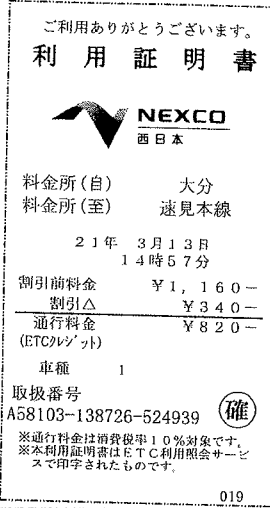 ご利用ありがとうございます。
利用証明書
NEXCO
西日本
料金所(自) 大分
料金所(至) 速見本線
21年 3月13日
14時57分
割引前料金 ￥1,160−
割引△ ￥340−
通行料金 ￥820−
(ETCクレジット)
車種 1
取扱番号
A58103-138726-524939 確
※通行料金は消費税率10%対象です。
※本利用証明書はETC利用照会サービ
スで印字されたものです。
019